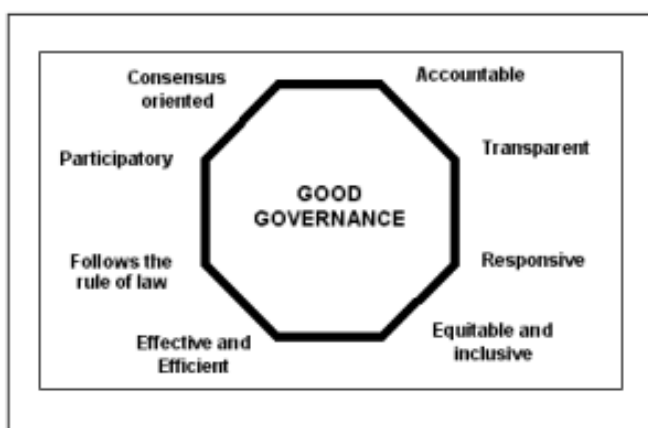 Consensus
oriented
Accountable
Participatory
Transparent
GOOD
GOVERNANCE
Follows the
rule of law
Responsive
Effective and
Efficient
Equitable and
inclusive